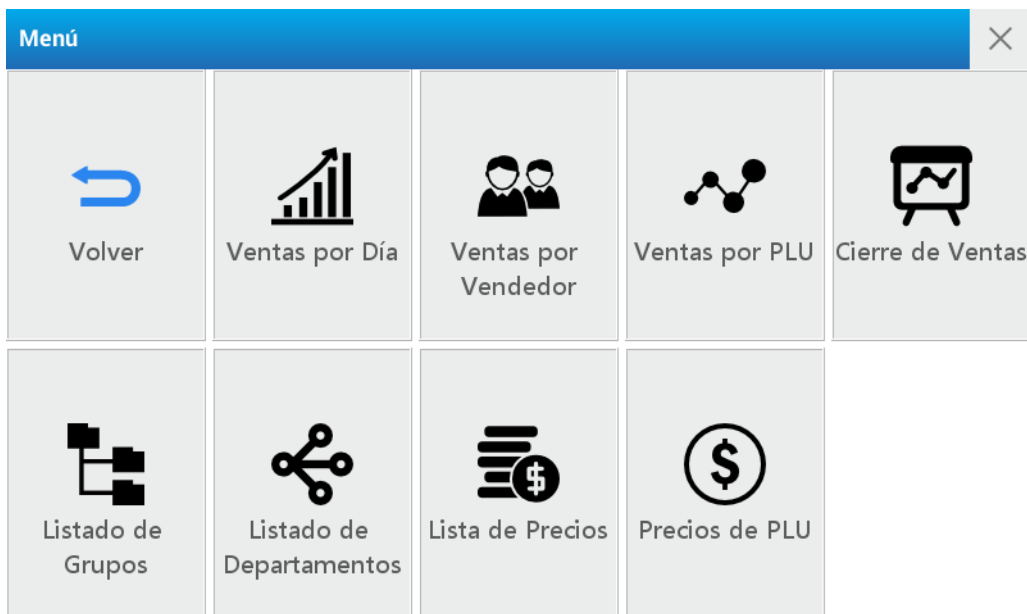 Menú
Volver
Ventas por Día
Ventas por
Vendedor
Ventas por PLU
Cierre de Ventas
Listado de
Grupos
Listado de
Departamentos
Lista de Precios
Precios de PLU